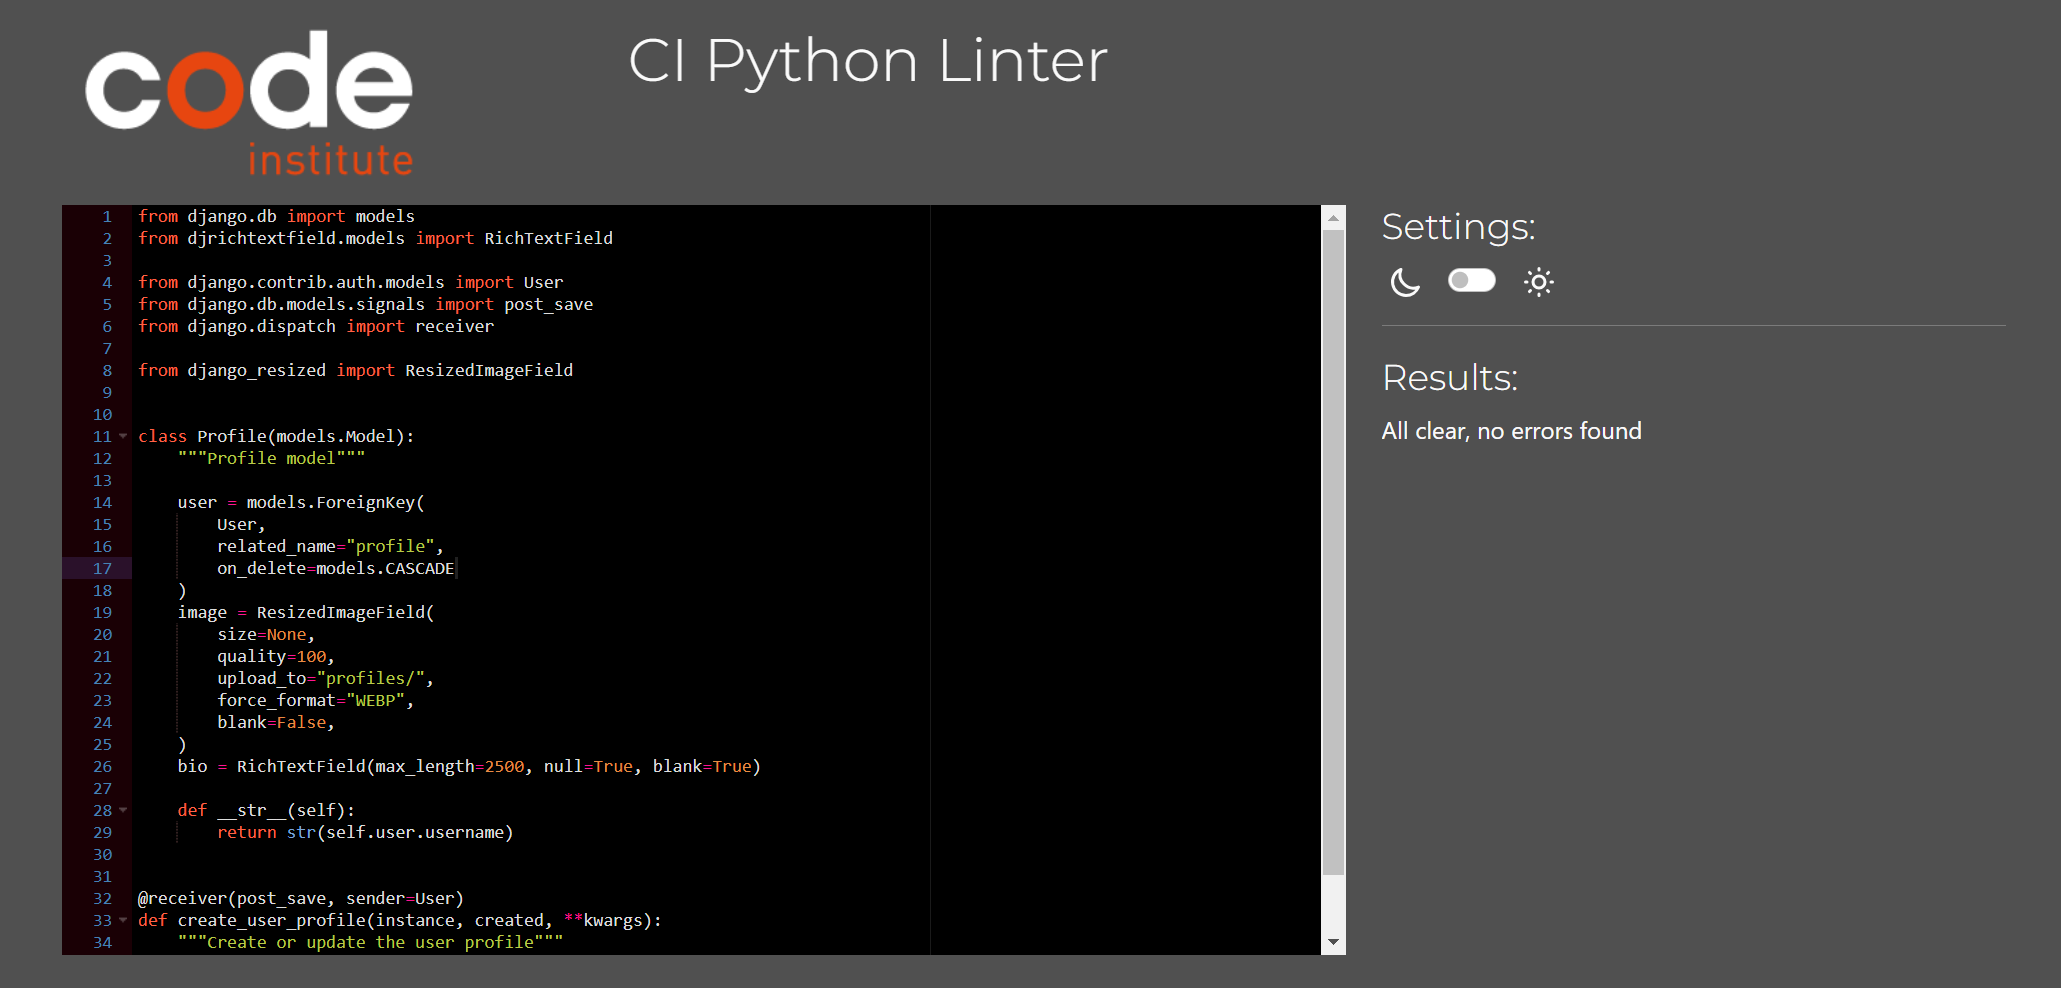 code
institute
CI Python Linter
1 from django.db import models
2 from djrichtextfield.models import RichTextField
3
4 from django.contrib.auth.models import User
5 from django.db.models.signals import post_save
6 from django.dispatch import receiver
7
8 from django_resized import ResizedImageField
9
10
11 class Profile(models.Model):
12     """Profile model"""
13
14     user = models.ForeignKey(
15         User,
16         related_name="profile",
17         on_delete=models.CASCADE
18     )
19     image = ResizedImageField(
20         size=None,
21         quality=100,
22         upload_to="profiles/",
23         force_format="WEBP",
24         blank=False,
25     )
26     bio = RichTextField(max_length=2500, null=True, blank=True)
27
28     def __str__(self):
29         return str(self.user.username)
30
31
32 @receiver(post_save, sender=User)
33 def create_user_profile(instance, created, **kwargs):
34     """Create or update the user profile"""
Settings:
Results:
All clear, no errors found